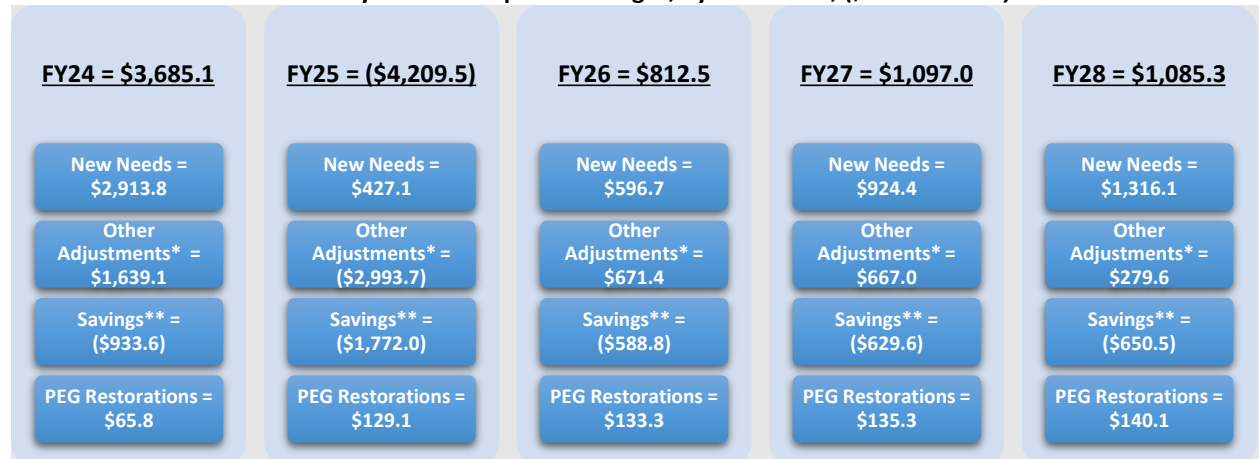 FY24 = $3,685.1
New Needs =
$2,913.8
Other
Adjustments* =
$1,639.1
Savings** =
($933.6)
PEG Restorations =
$65.8
FY25 = ($4,209.5)
New Needs =
$427.1
Other
Adjustments* =
($2,993.7)
Savings** =
($1,772.0)
PEG Restorations =
$129.1
FY26 = $812.5
New Needs =
$596.7
Other
Adjustments* =
$671.4
Savings** =
($588.8)
PEG Restorations =
$133.3
FY27 = $1,097.0
New Needs =
$924.4
Other
Adjustments* =
$667.0
Savings** =
($629.6)
PEG Restorations =
$135.3
FY28 = $1,085.3
New Needs =
$1,316.1
Other
Adjustments* =
$279.6
Savings** =
($650.5)
PEG Restorations =
$140.1